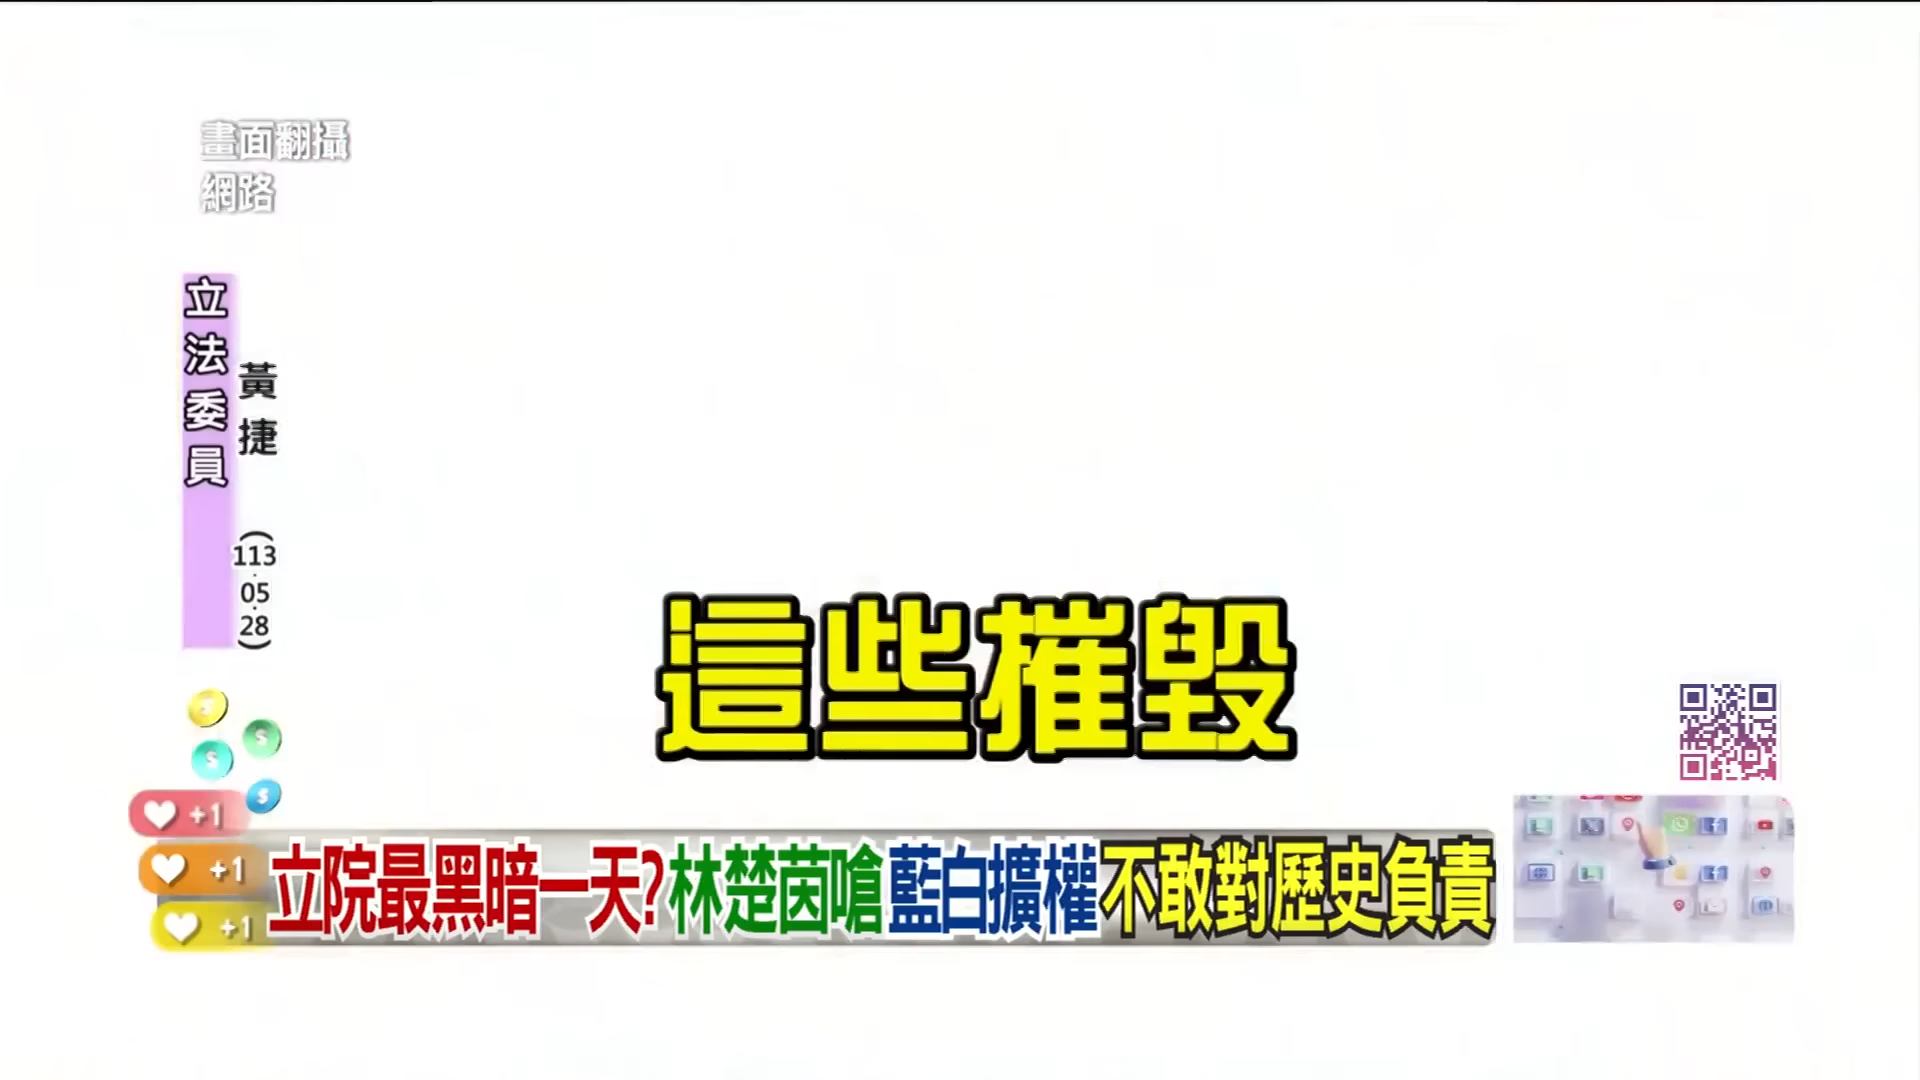 畫面翻攝
網路
立法委員
黃捷
(113.05.28)
這些摧毀
S
S
S
S
+1
+1
+1
立院最黑暗一天?林楚茵嗆藍白擴權不敢對歷史負責